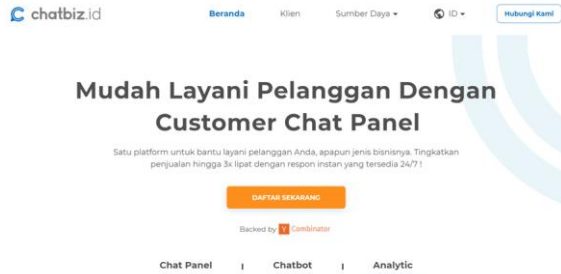 chatbiz.id
Beranda Klien Sumber Daya ID Hubungi Kami
Mudah Layani Pelanggan Dengan
Customer Chat Panel
Satu platform untuk bantu layani pelanggan Anda, apapun jenis bisnisnya. Tingkatkan
penjualan hingga 3x lipat dengan respon instan yang tersedia 24/7 !
DAFTAR SEKARANG
Backed by Y Combinator
Chat Panel | Chatbot | Analytic